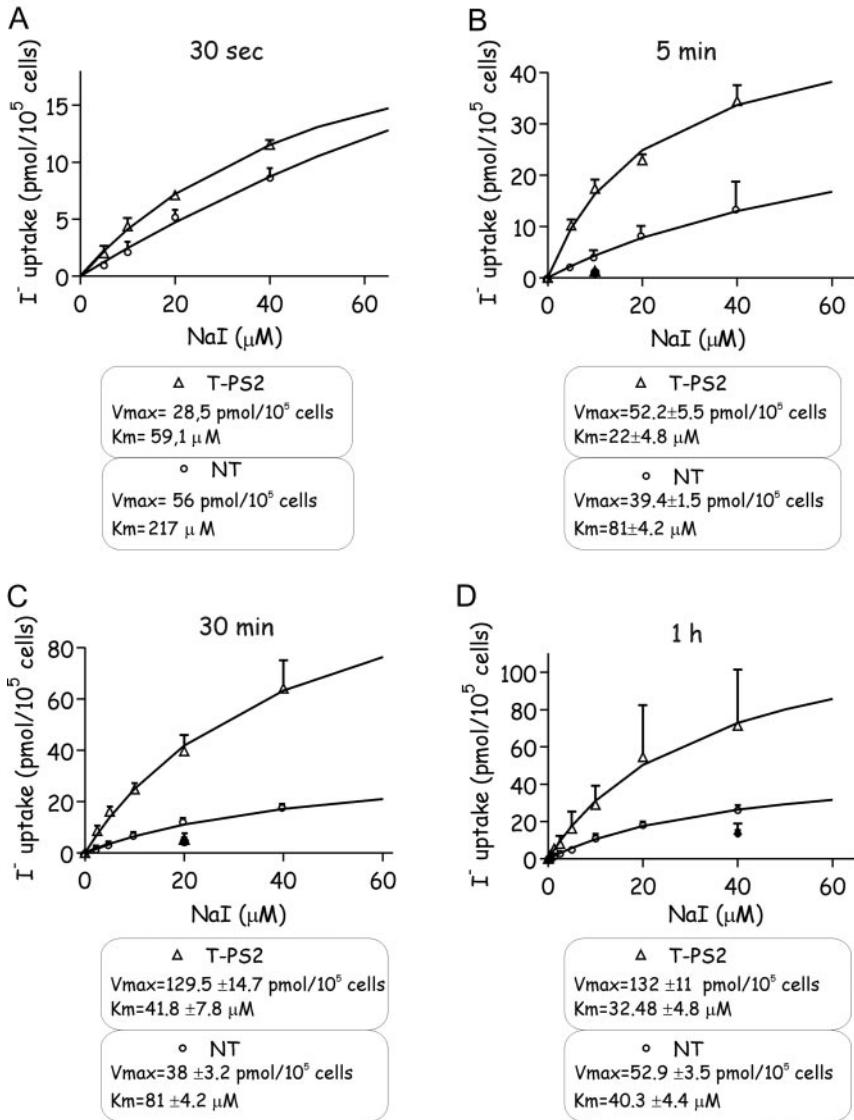 A
30 sec
I⁻ uptake (pmol/10⁵ cells)
15
10
5
0
0 20 40 60
NaI (μM)
△ T-PS2
Vmax= 28,5 pmol/10⁵ cells
Km= 59,1 μM
○ NT
Vmax= 56 pmol/10⁵ cells
Km= 217 μM
B
5 min
I⁻ uptake (pmol/10⁵ cells)
40
30
20
10
0
0 20 40 60
NaI (μM)
△ T-PS2
Vmax=52.2±5.5 pmol/10⁵ cells
Km=22±4.8 μM
○ NT
Vmax=39.4±1.5 pmol/10⁵ cells
Km=81±4.2 μM
C
30 min
I⁻ uptake (pmol/10⁵ cells)
80
60
40
20
0
0 20 40 60
NaI (μM)
△ T-PS2
Vmax=129.5 ±14.7 pmol/10⁵ cells
Km=41.8 ±7.8 μM
○ NT
Vmax=38 ±3.2 pmol/10⁵ cells
Km=81 ±4.2 μM
D
1 h
I⁻ uptake (pmol/10⁵ cells)
100
80
60
40
20
0
0 20 40 60
NaI (μM)
△ T-PS2
Vmax=132 ±11 pmol/10⁵ cells
Km=32.48 ±4.8 μM
○ NT
Vmax=52.9 ±3.5 pmol/10⁵ cells
Km=40.3 ±4.4 μM